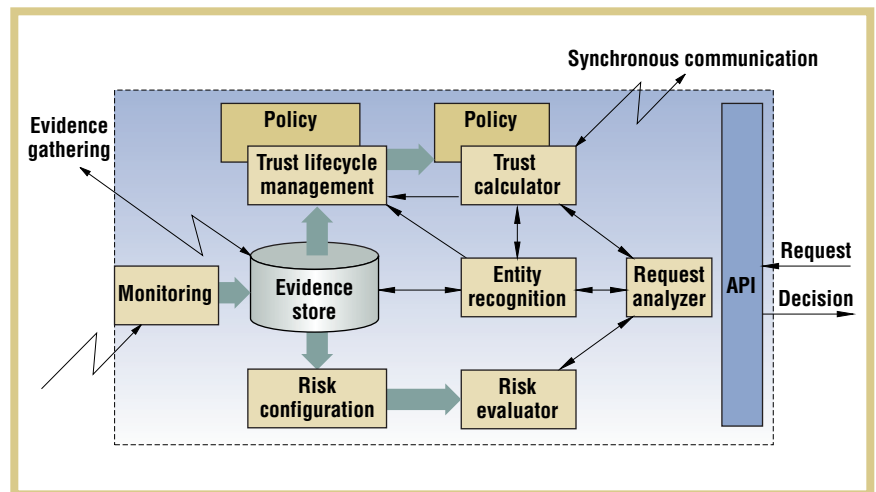 Synchronous communication
Evidence
gathering
Policy
Policy
Trust lifecycle
management
Trust
calculator
Monitoring
Evidence
store
Entity
recognition
Request
analyzer
API
Request
Decision
Risk
configuration
Risk
evaluator